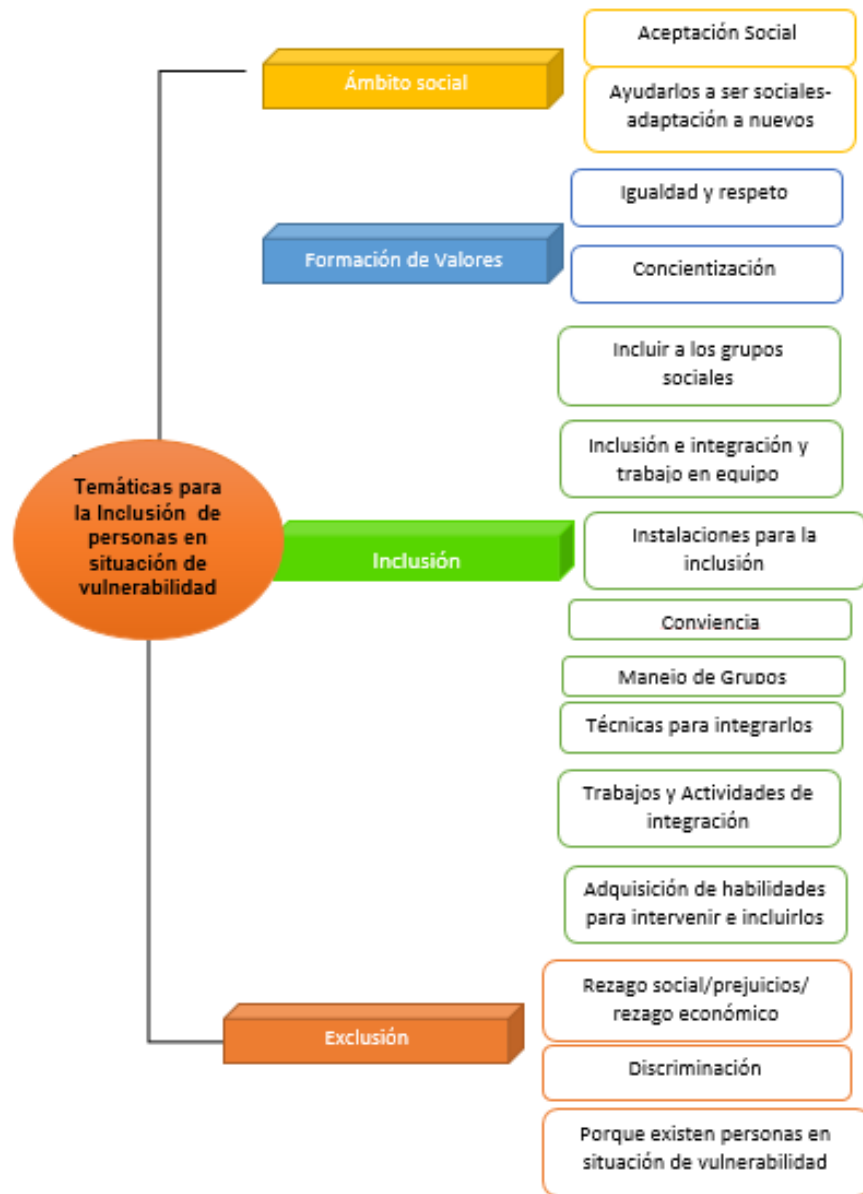 Aceptación Social
Ámbito social
Ayudarlos a ser sociales-
adaptación a nuevos
Igualdad y respeto
Formación de Valores
Concientización
Incluir a los grupos
sociales
Inclusión e integración y
trabajo en equipo
Temáticas para
la Inclusión de
personas en
situación de
vulnerabilidad
Inclusión
Instalaciones para la
inclusión
Conviencia
Manejo de Grupos
Técnicas para integrarlos
Trabajos y Actividades de
integración
Adquisición de habilidades
para intervenir e incluirlos
Rezago social/prejuicios/
rezago económico
Exclusión
Discriminación
Porque existen personas en
situación de vulnerabilidad